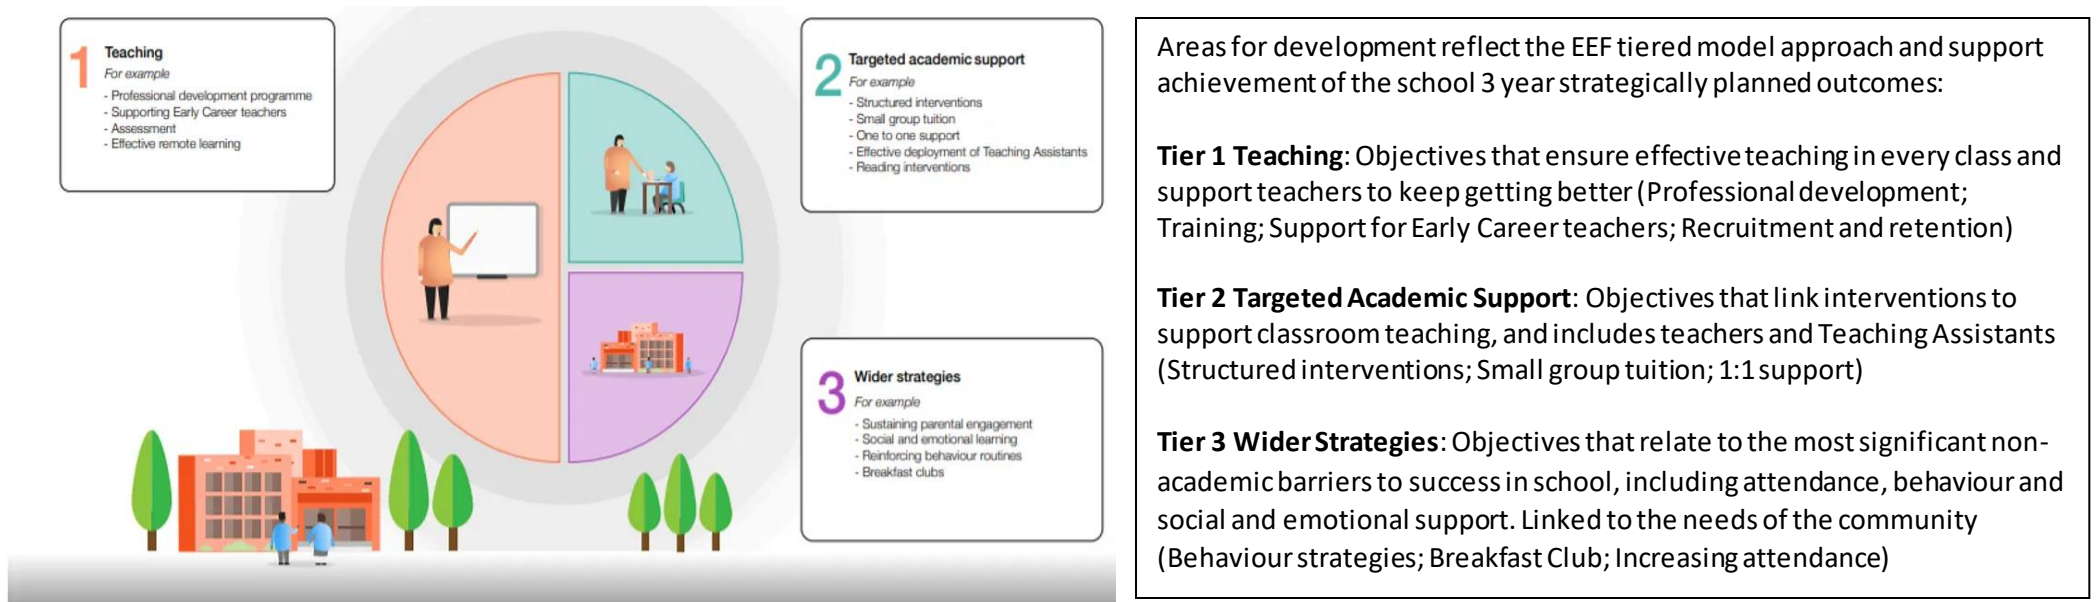 1
Teaching
For example
- Professional development programme
- Supporting Early Career teachers
- Assessment
- Effective remote learning
2
Targeted academic support
For example
- Structured interventions
- Small group tuition
- One to one support
- Effective deployment of Teaching Assistants
- Reading interventions
3
Wider strategies
For example
- Sustaining parental engagement
- Social and emotional learning
- Reinforcing behaviour routines
- Breakfast clubs
Areas for development reflect the EEF tiered model approach and support
achievement of the school 3 year strategically planned outcomes:
Tier 1 Teaching: Objectives that ensure effective teaching in every class and
support teachers to keep getting better (Professional development;
Training; Support for Early Career teachers; Recruitment and retention)
Tier 2 Targeted Academic Support: Objectives that link interventions to
support classroom teaching, and includes teachers and Teaching Assistants
(Structured interventions; Small group tuition; 1:1 support)
Tier 3 Wider Strategies: Objectives that relate to the most significant non-
academic barriers to success in school, including attendance, behaviour and
social and emotional support. Linked to the needs of the community
(Behaviour strategies; Breakfast Club; Increasing attendance)